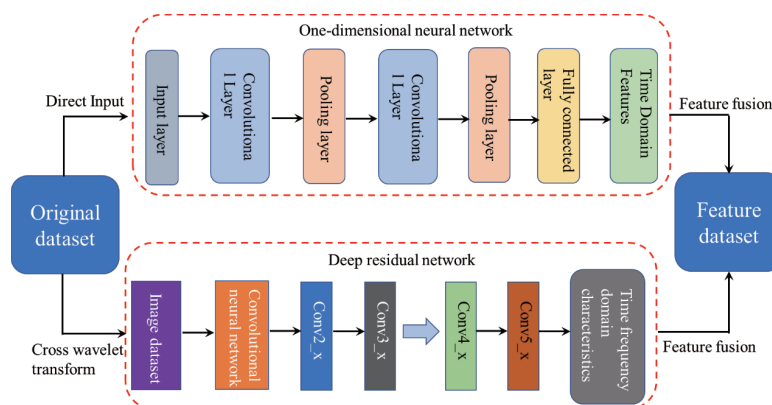 One-dimensional neural network
Direct Input
Input layer
Convolutiona
l Layer
Pooling layer
Convolutiona
l Layer
Pooling layer
Fully connected
layer
Time Domain
Features
Feature fusion
Original
dataset
Feature
dataset
Deep residual network
Cross wavelet
transform
Image dataset
Convolutional
neural network
Conv2_x
Conv3_x
Conv4_x
Conv5_x
Time frequency
domain
characteristics
Feature fusion